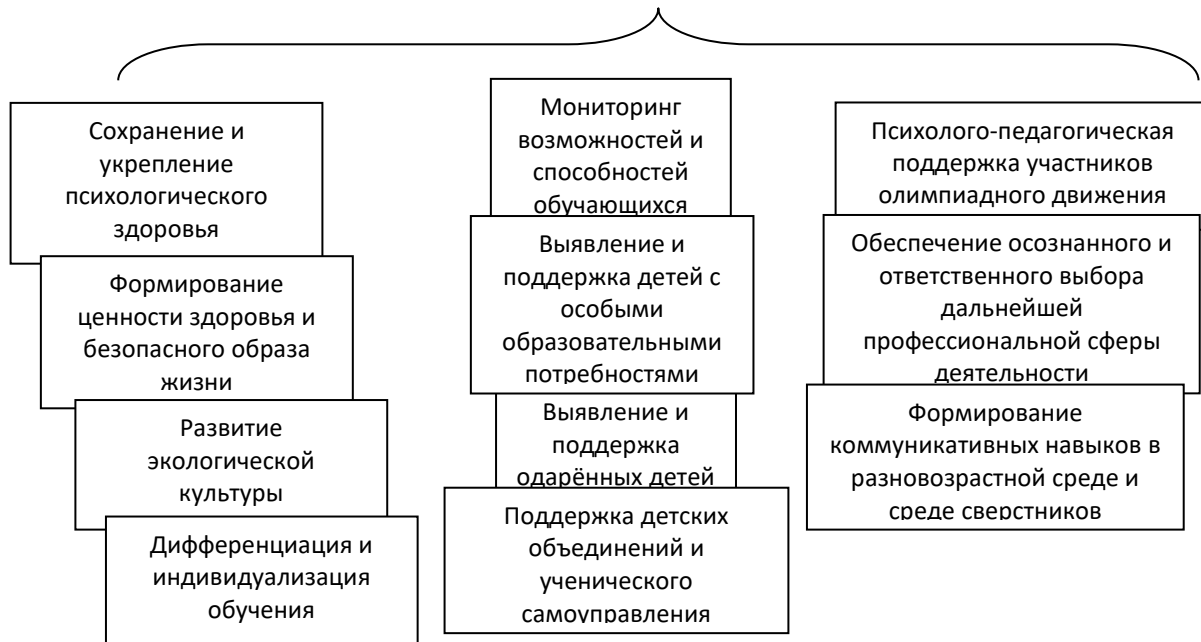 Сохранение и
укрепление
психологического
здоровья
Формирование
ценности здоровья и
безопасного образа
жизни
Развитие
экологической
культуры
Дифференциация и
индивидуализация
обучения
Мониторинг
возможностей и
способностей
обучающихся
Выявление и
поддержка детей с
особыми
образовательными
потребностями
Выявление и
поддержка
одарённых детей
Поддержка детских
объединений и
ученического
самоуправления
Психолого-педагогическая
поддержка участников
олимпиадного движения
Обеспечение осознанного и
ответственного выбора
дальнейшей
профессиональной сферы
деятельности
Формирование
коммуникативных навыков в
разновозрастной среде и
среде сверстников